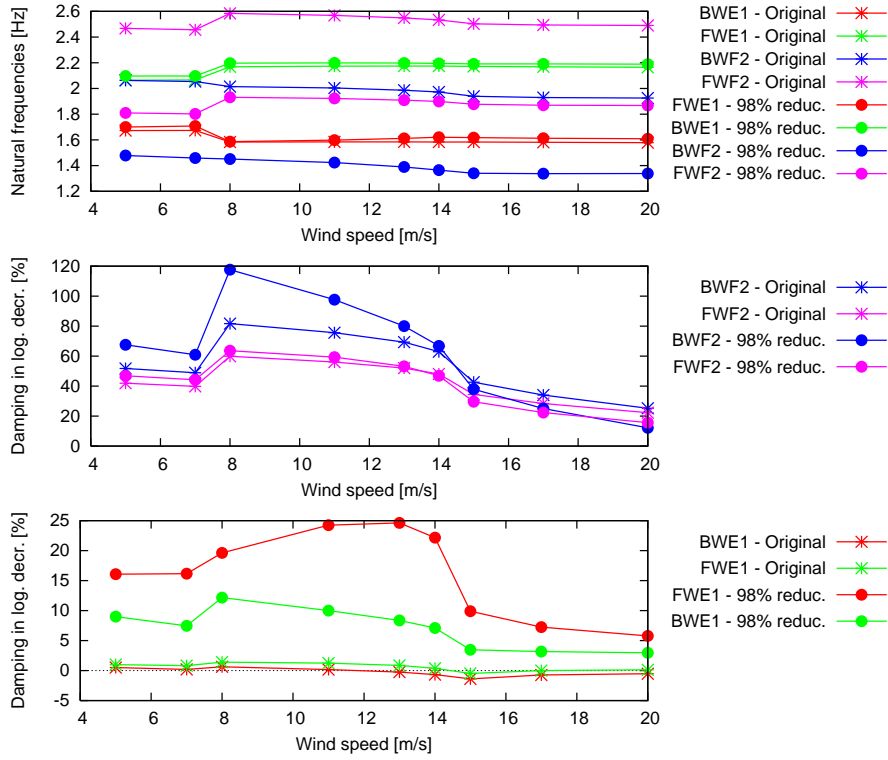 Natural frequencies [Hz]
2.6
2.4
2.2
2
1.8
1.6
1.4
1.2
4 6 8 10 12 14 16 18 20
Wind speed [m/s]
BWE1 - Original
FWE1 - Original
BWF2 - Original
FWF2 - Original
FWE1 - 98% reduc.
BWE1 - 98% reduc.
BWF2 - 98% reduc.
FWF2 - 98% reduc.
Damping in log. decr. [%]
120
100
80
60
40
20
0
4 6 8 10 12 14 16 18 20
Wind speed [m/s]
BWF2 - Original
FWF2 - Original
BWF2 - 98% reduc.
FWF2 - 98% reduc.
Damping in log. decr. [%]
25
20
15
10
5
0
-5
4 6 8 10 12 14 16 18 20
Wind speed [m/s]
BWE1 - Original
FWE1 - Original
FWE1 - 98% reduc.
BWE1 - 98% reduc.